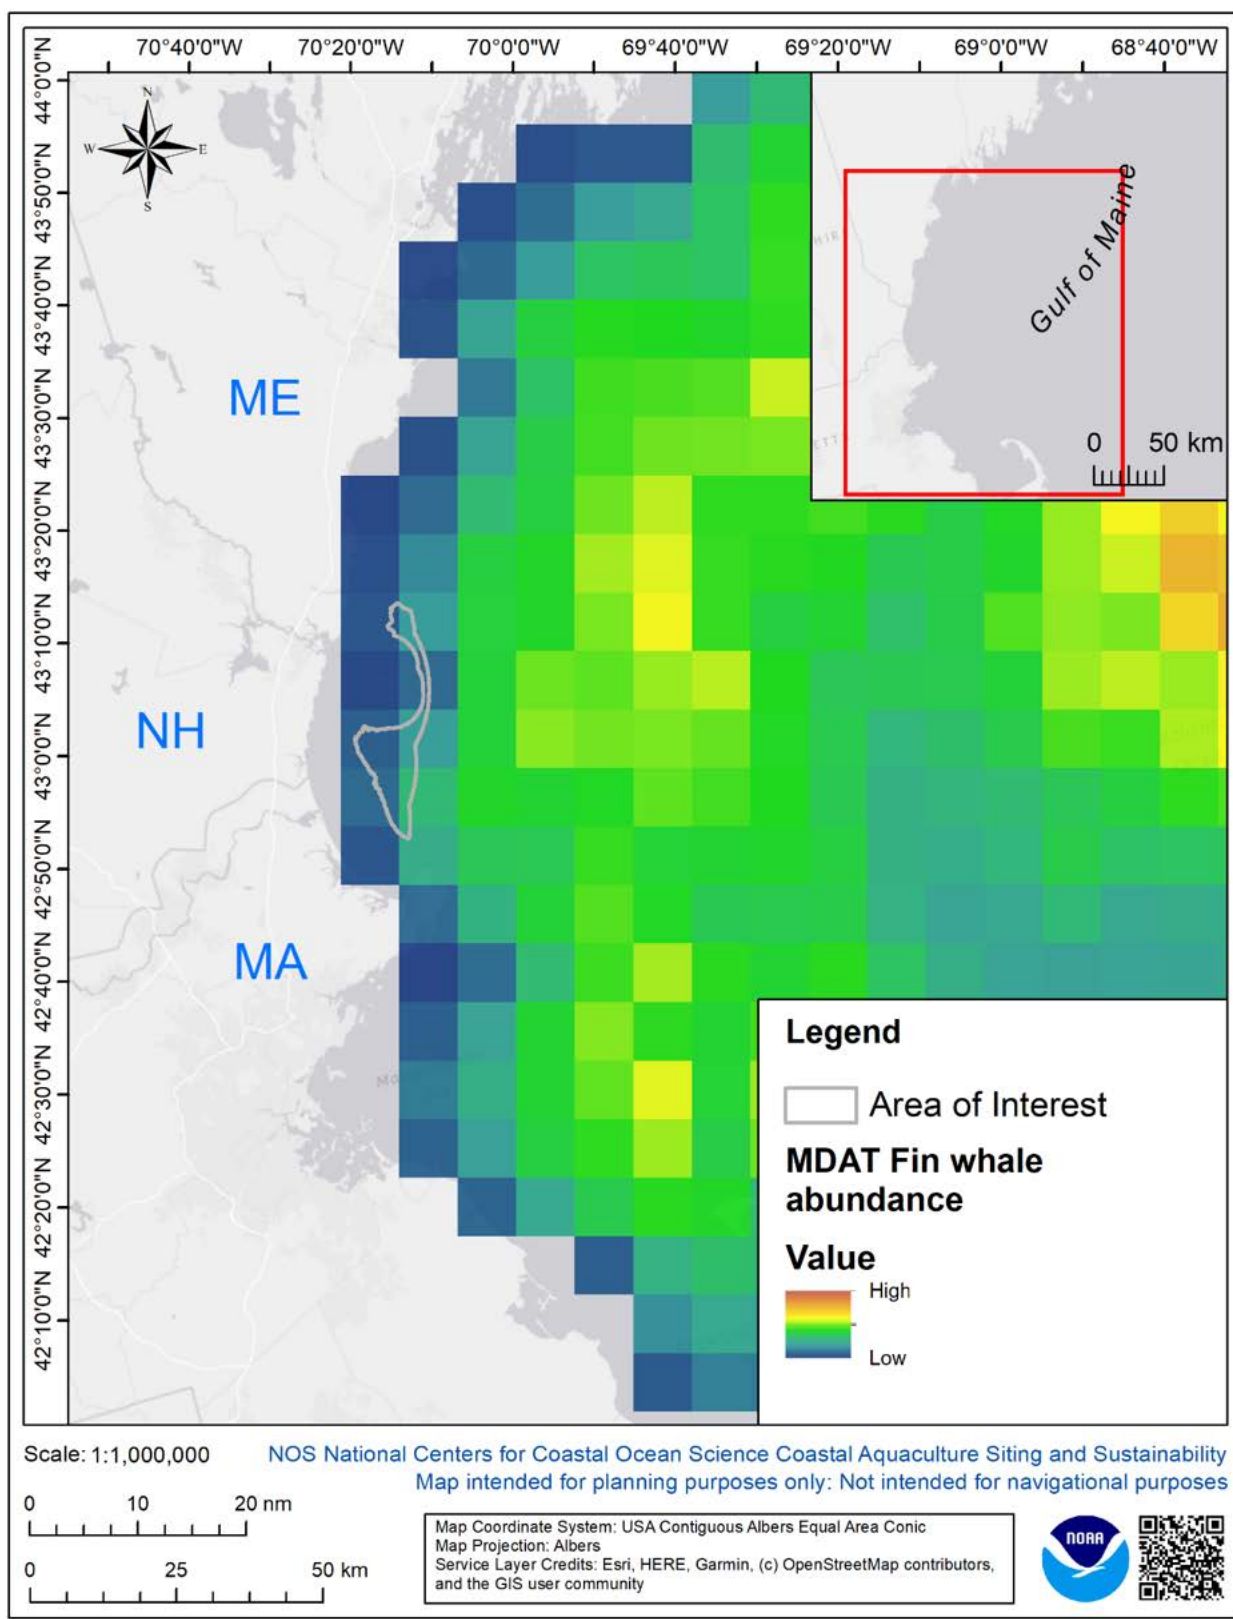 70°40'0"W 70°20'0"W 70°0'0"W 69°40'0"W 69°20'0"W 69°0'0"W 68°40'0"W
44°0'0"N
43°50'0"N
43°40'0"N
43°30'0"N
43°20'0"N
43°10'0"N
43°0'0"N
42°50'0"N
42°40'0"N
42°30'0"N
42°20'0"N
42°10'0"N
N
W E
S
Gulf of Maine
0 50 km
ME
NH
MA
Legend
Area of Interest
MDAT Fin whale
abundance
Value
High
Low
Scale: 1:1,000,000
NOS National Centers for Coastal Ocean Science Coastal Aquaculture Siting and Sustainability
Map intended for planning purposes only: Not intended for navigational purposes
0 10 20 nm
0 25 50 km
Map Coordinate System: USA Contiguous Albers Equal Area Conic
Map Projection: Albers
Service Layer Credits: Esri, HERE, Garmin, (c) OpenStreetMap contributors,
and the GIS user community
NOAA